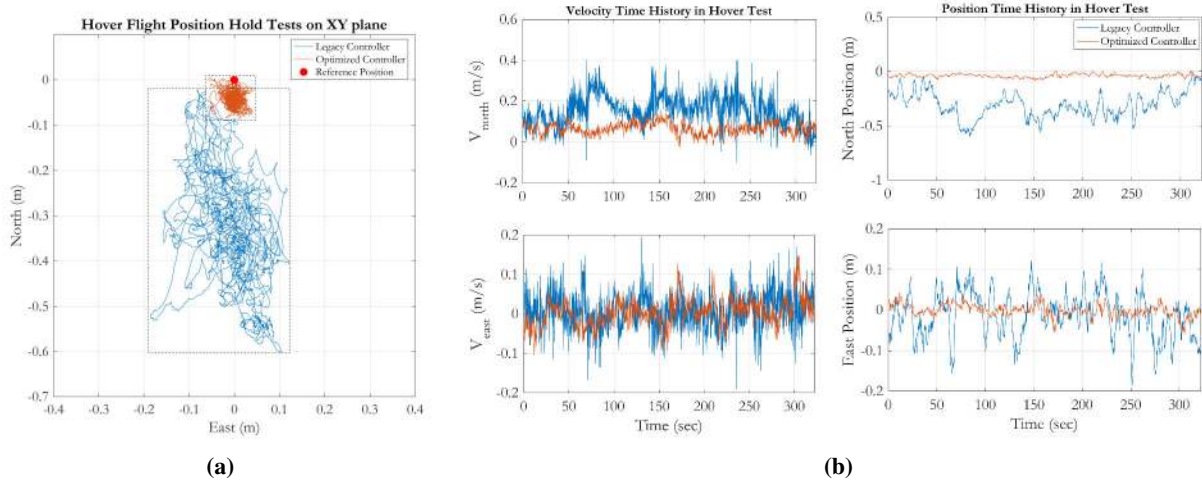 Hover Flight Position Hold Tests on XY plane
Legacy Controller
Optimized Controller
Reference Position
North (m)
0
-0.1
-0.2
-0.3
-0.4
-0.5
-0.6
-0.7
-0.4 -0.3 -0.2 -0.1 0 0.1 0.2 0.3 0.4
East (m)
(a)
Velocity Time History in Hover Test
V north (m/s)
0.6
0.4
0.2
0
-0.2
0 50 100 150 200 250 300
V east (m/s)
0.2
0.1
0
-0.1
-0.2
0 50 100 150 200 250 300
Time (sec)
Position Time History in Hover Test
Legacy Controller
Optimized Controller
North Position (m)
0.5
0
-0.5
-1
0 50 100 150 200 250 300
East Position (m)
0.2
0.1
0
-0.1
-0.2
0 50 100 150 200 250 300
Time (sec)
(b)